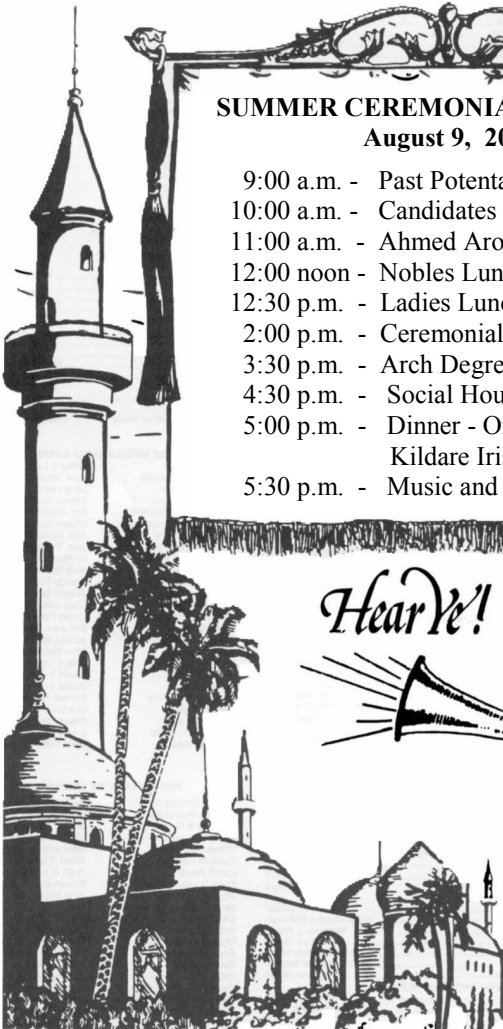 SUMMER CEREMONIA
August 9, 20
9:00 a.m. - Past Potenta
10:00 a.m. - Candidates
11:00 a.m. - Ahmed Aro
12:00 noon - Nobles Lun
12:30 p.m. - Ladies Lunc
2:00 p.m. - Ceremonial
3:30 p.m. - Arch Degre
4:30 p.m. - Social Hou
5:00 p.m. - Dinner - O
Kildare Iri
5:30 p.m. - Music and
Hear Ye!